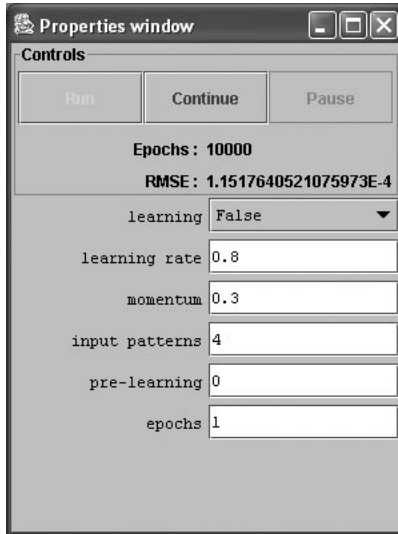 Properties window
Controls
Run Continue Pause
Epochs : 10000
RMSE : 1.1517640521075973E-4
learning False
learning rate 0.8
momentum 0.3
input patterns 4
pre-learning 0
epochs 1